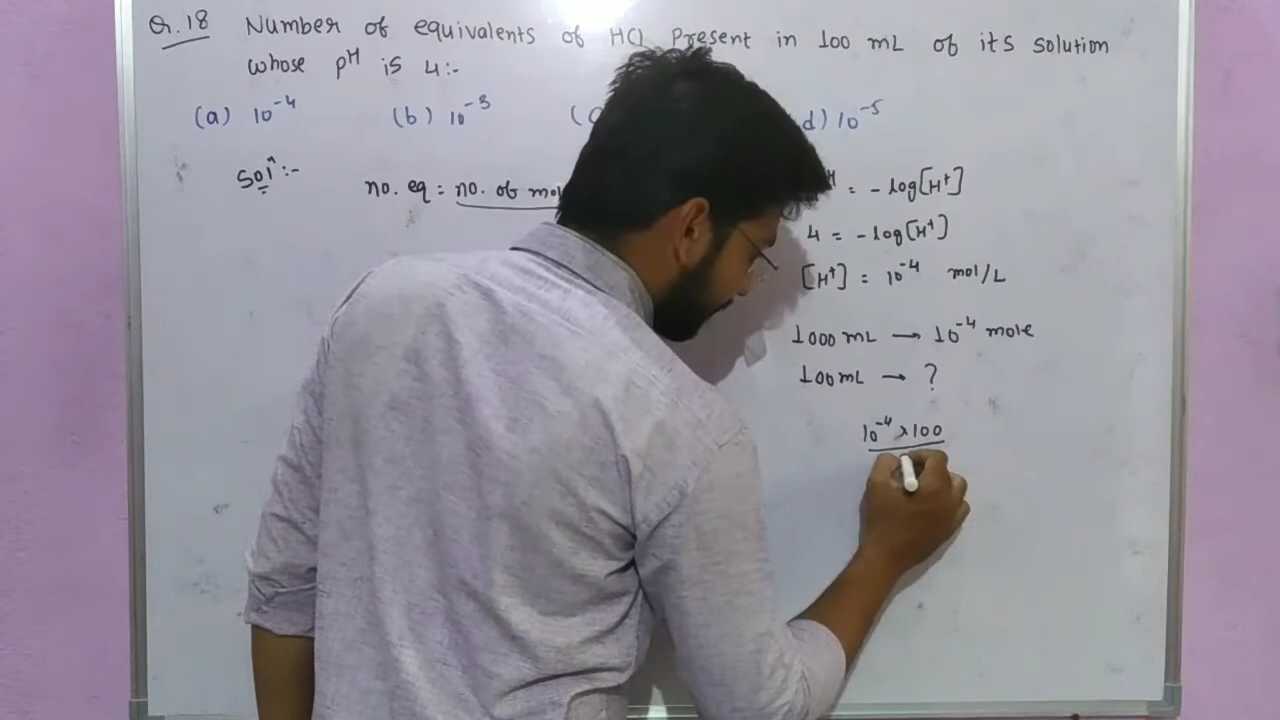 Q.18 Number of equivalents of HCl Present in 100 mL of its solution
whose pH is 4:-
(a) 10⁻⁴ (b) 10⁻³ d) 10⁻⁵
Solⁿ:-
no. eq = no. of mol
= - log[H⁺]
4 = - log[H⁺]
[H⁺] = 10⁻⁴ mol/L
1000 mL → 10⁻⁴ mole
100 mL → ?
10⁻⁴ × 100